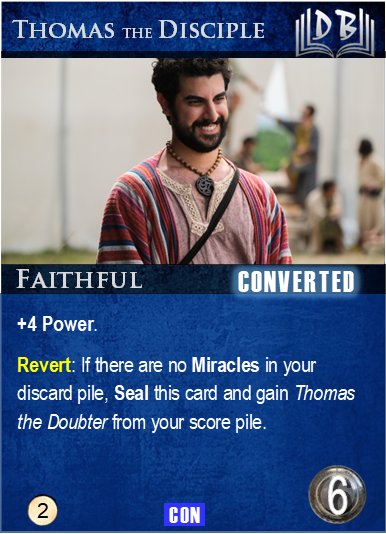 THOMAS THE DISCIPLE
DB
FAITHFUL
CONVERTED
+4 Power.
Revert: If there are no Miracles in your
discard pile, Seal this card and gain Thomas
the Doubter from your score pile.
2
CON
6